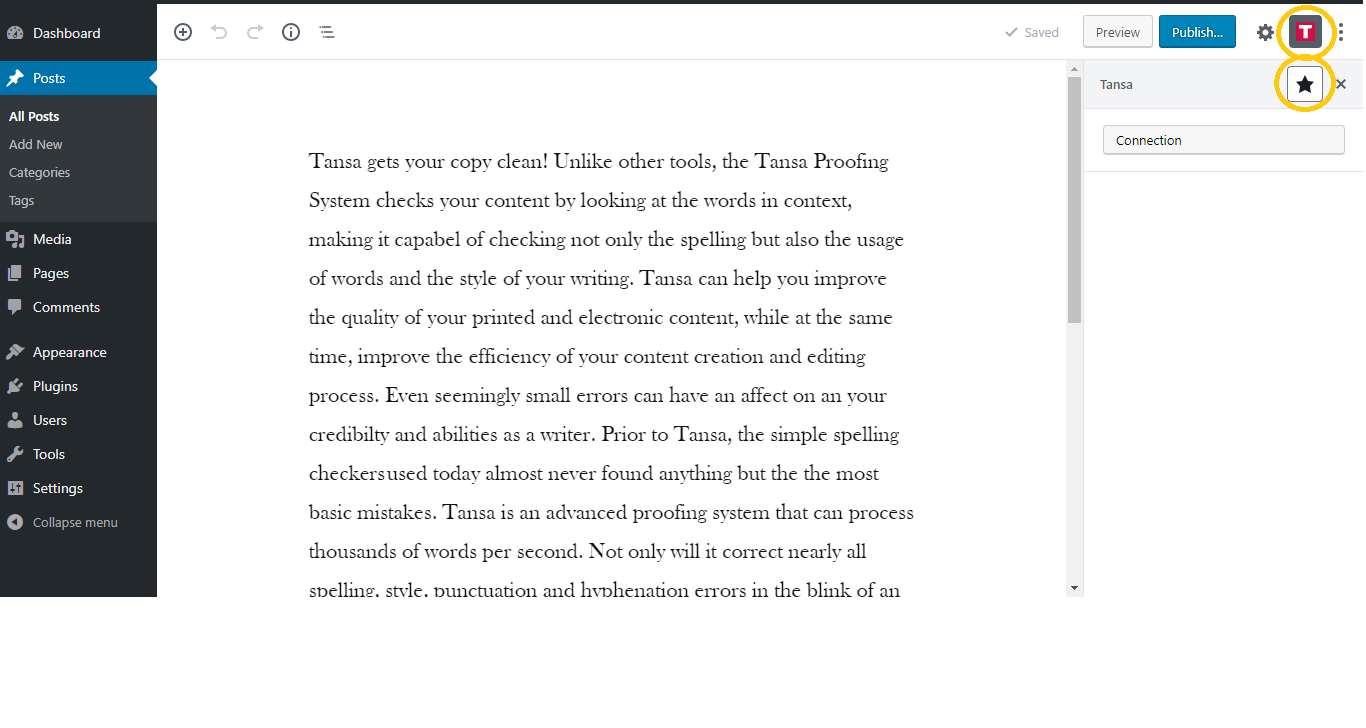 Dashboard
Posts
All Posts
Add New
Categories
Tags
Media
Pages
Comments
Appearance
Plugins
Users
Tools
Settings
Collapse menu
Saved
Preview
Publish...
T
Tansa gets your copy clean! Unlike other tools, the Tansa Proofing
System checks your content by looking at the words in context,
making it capabel of checking not only the spelling but also the usage
of words and the style of your writing. Tansa can help you improve
the quality of your printed and electronic content, while at the same
time, improve the efficiency of your content creation and editing
process. Even seemingly small errors can have an affect on an your
credibilty and abilities as a writer. Prior to Tansa, the simple spelling
checkersused today almost never found anything but the the most
basic mistakes. Tansa is an advanced proofing system that can process
thousands of words per second. Not only will it correct nearly all
spelling, style, punctuation and hyphenation errors in the blink of an
Tansa
Connection